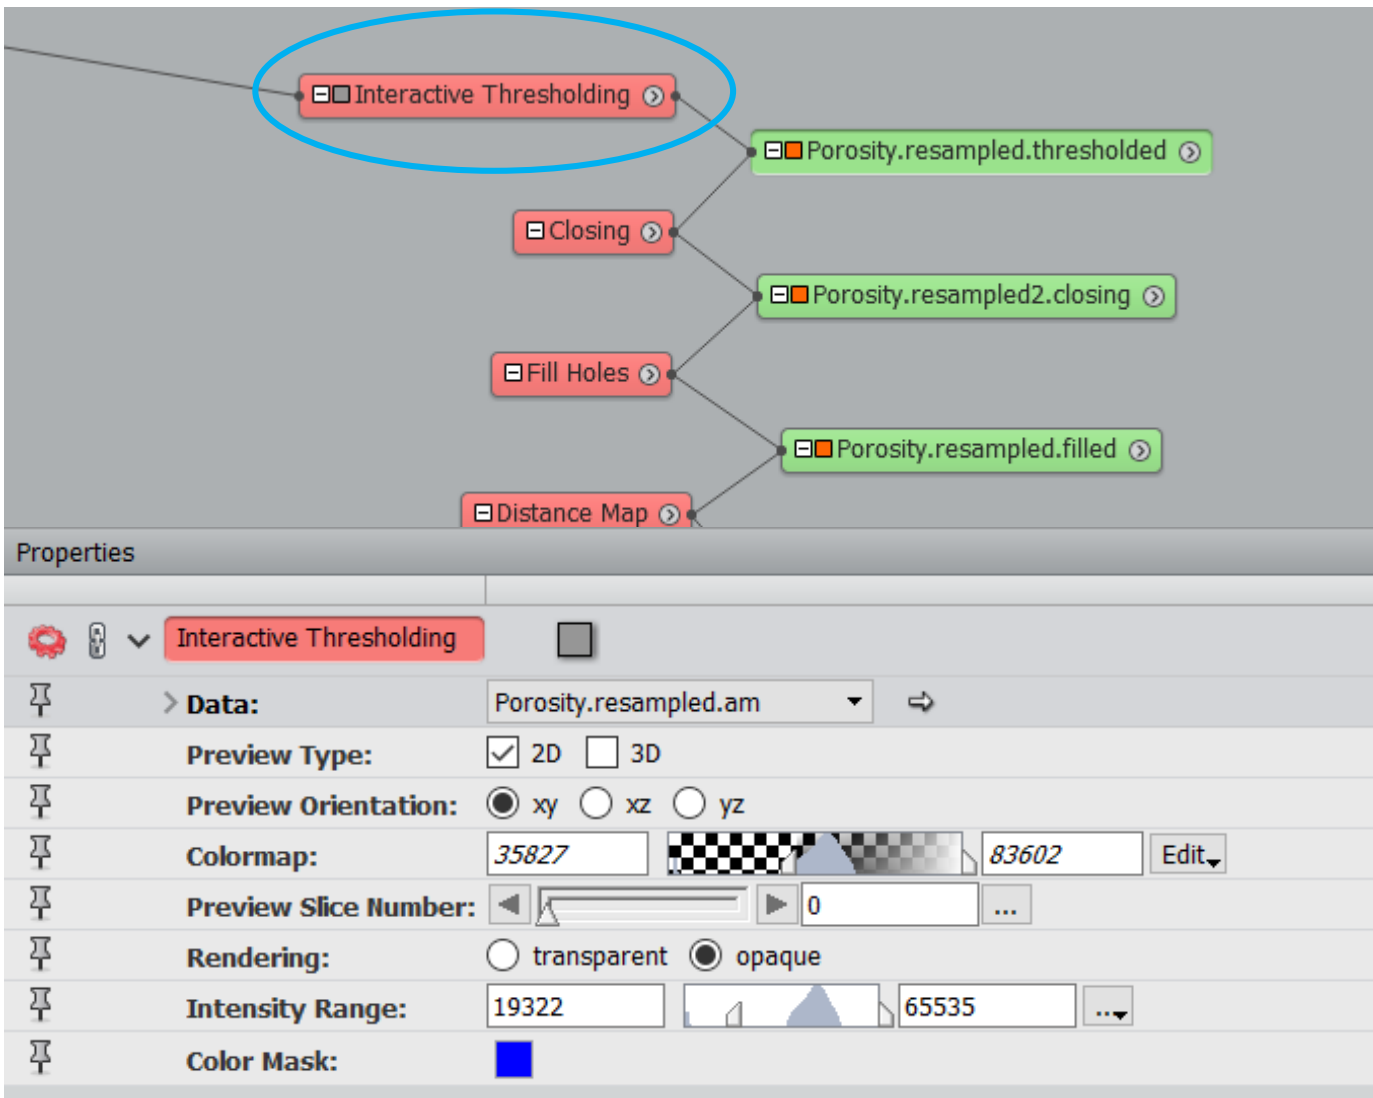 Interactive Thresholding
Porosity.resampled.thresholded
Closing
Porosity.resampled2.closing
Fill Holes
Porosity.resampled.filled
Distance Map
Properties
Interactive Thresholding
Data: Porosity.resampled.am
Preview Type: 2D 3D
Preview Orientation: xy xz yz
Colormap: 35827 83602 Edit
Preview Slice Number: 0 ...
Rendering: transparent opaque
Intensity Range: 19322 65535 ...
Color Mask: